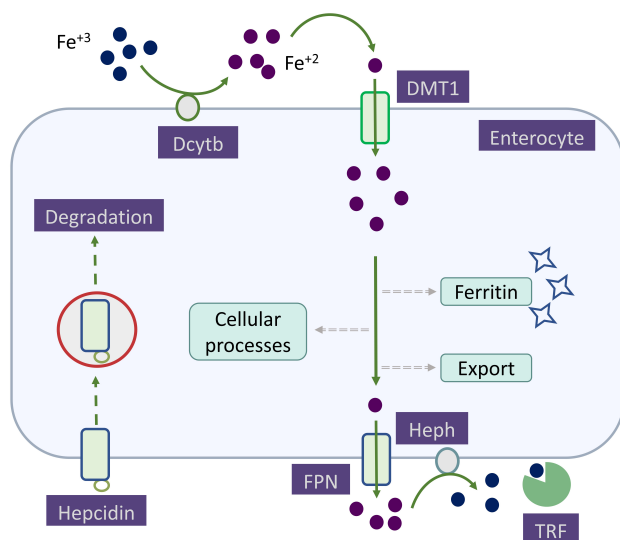 Fe+3
Fe+2
DMT1
Dcytb
Enterocyte
Degradation
Ferritin
Cellular
processes
Export
Heph
FPN
Hepcidin
TRF